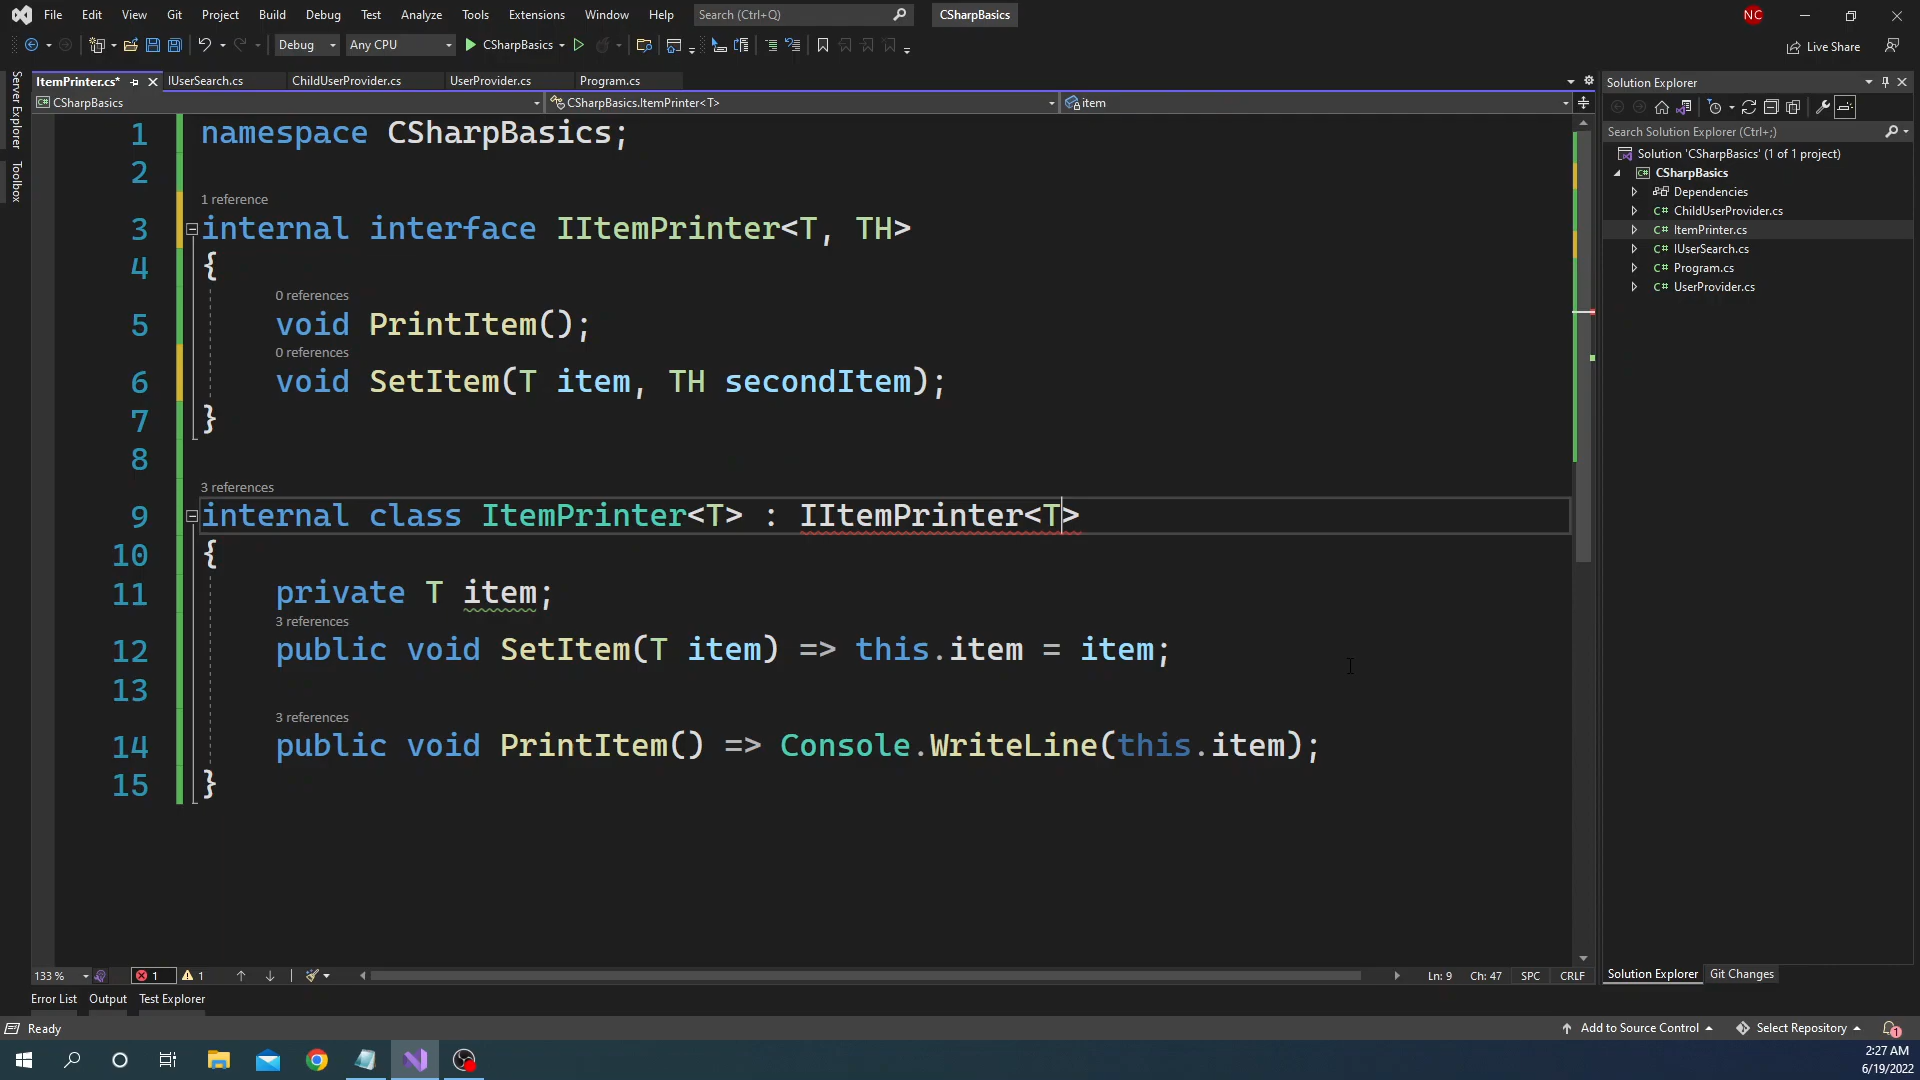 File Edit View Git Project Build Debug Test Analyze Tools Extensions Window Help Search (Ctrl+Q) CSharpBasics NC
Debug Any CPU CSharpBasics Live Share
Server Explorer
Toolbox
ItemPrinter.cs* IUserSearch.cs ChildUserProvider.cs UserProvider.cs Program.cs
CSharpBasics CSharpBasics.ItemPrinter<T> item
1 namespace CSharpBasics;
2
1 reference
3 internal interface IItemPrinter<T, TH>
4 {
0 references
5 void PrintItem();
0 references
6 void SetItem(T item, TH secondItem);
7 }
8
3 references
9 internal class ItemPrinter<T> : IItemPrinter<T>
10 {
11 private T item;
3 references
12 public void SetItem(T item) => this.item = item;
13
3 references
14 public void PrintItem() => Console.WriteLine(this.item);
15 }
133 % 1 1 Ln: 9 Ch: 47 SPC CRLF
Error List Output Test Explorer
Solution Explorer
Search Solution Explorer (Ctrl+;)
Solution 'CSharpBasics' (1 of 1 project)
C# CSharpBasics
Dependencies
C# ChildUserProvider.cs
C# ItemPrinter.cs
C# IUserSearch.cs
C# Program.cs
C# UserProvider.cs
Solution Explorer Git Changes
Ready Add to Source Control Select Repository 1
2:27 AM
6/19/2022